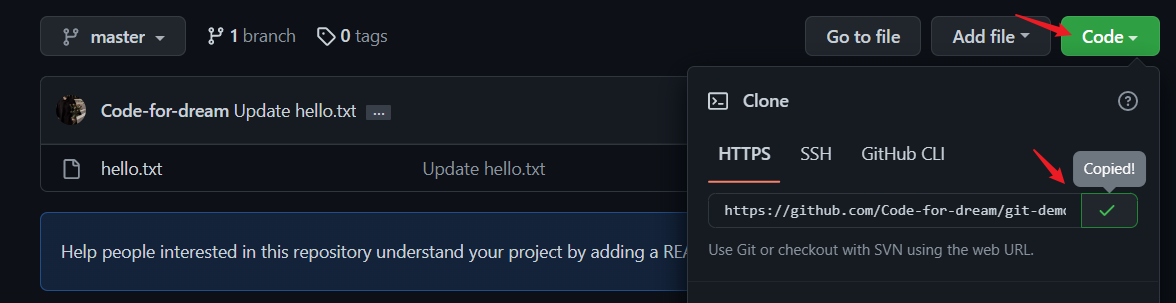 master 1 branch 0 tags Go to file Add file Code
Code-for-dream Update hello.txt ...
Clone
hello.txt Update hello.txt
HTTPS SSH GitHub CLI
Copied!
https://github.com/Code-for-dream/git-demo
Help people interested in this repository understand your project by adding a REA
Use Git or checkout with SVN using the web URL.